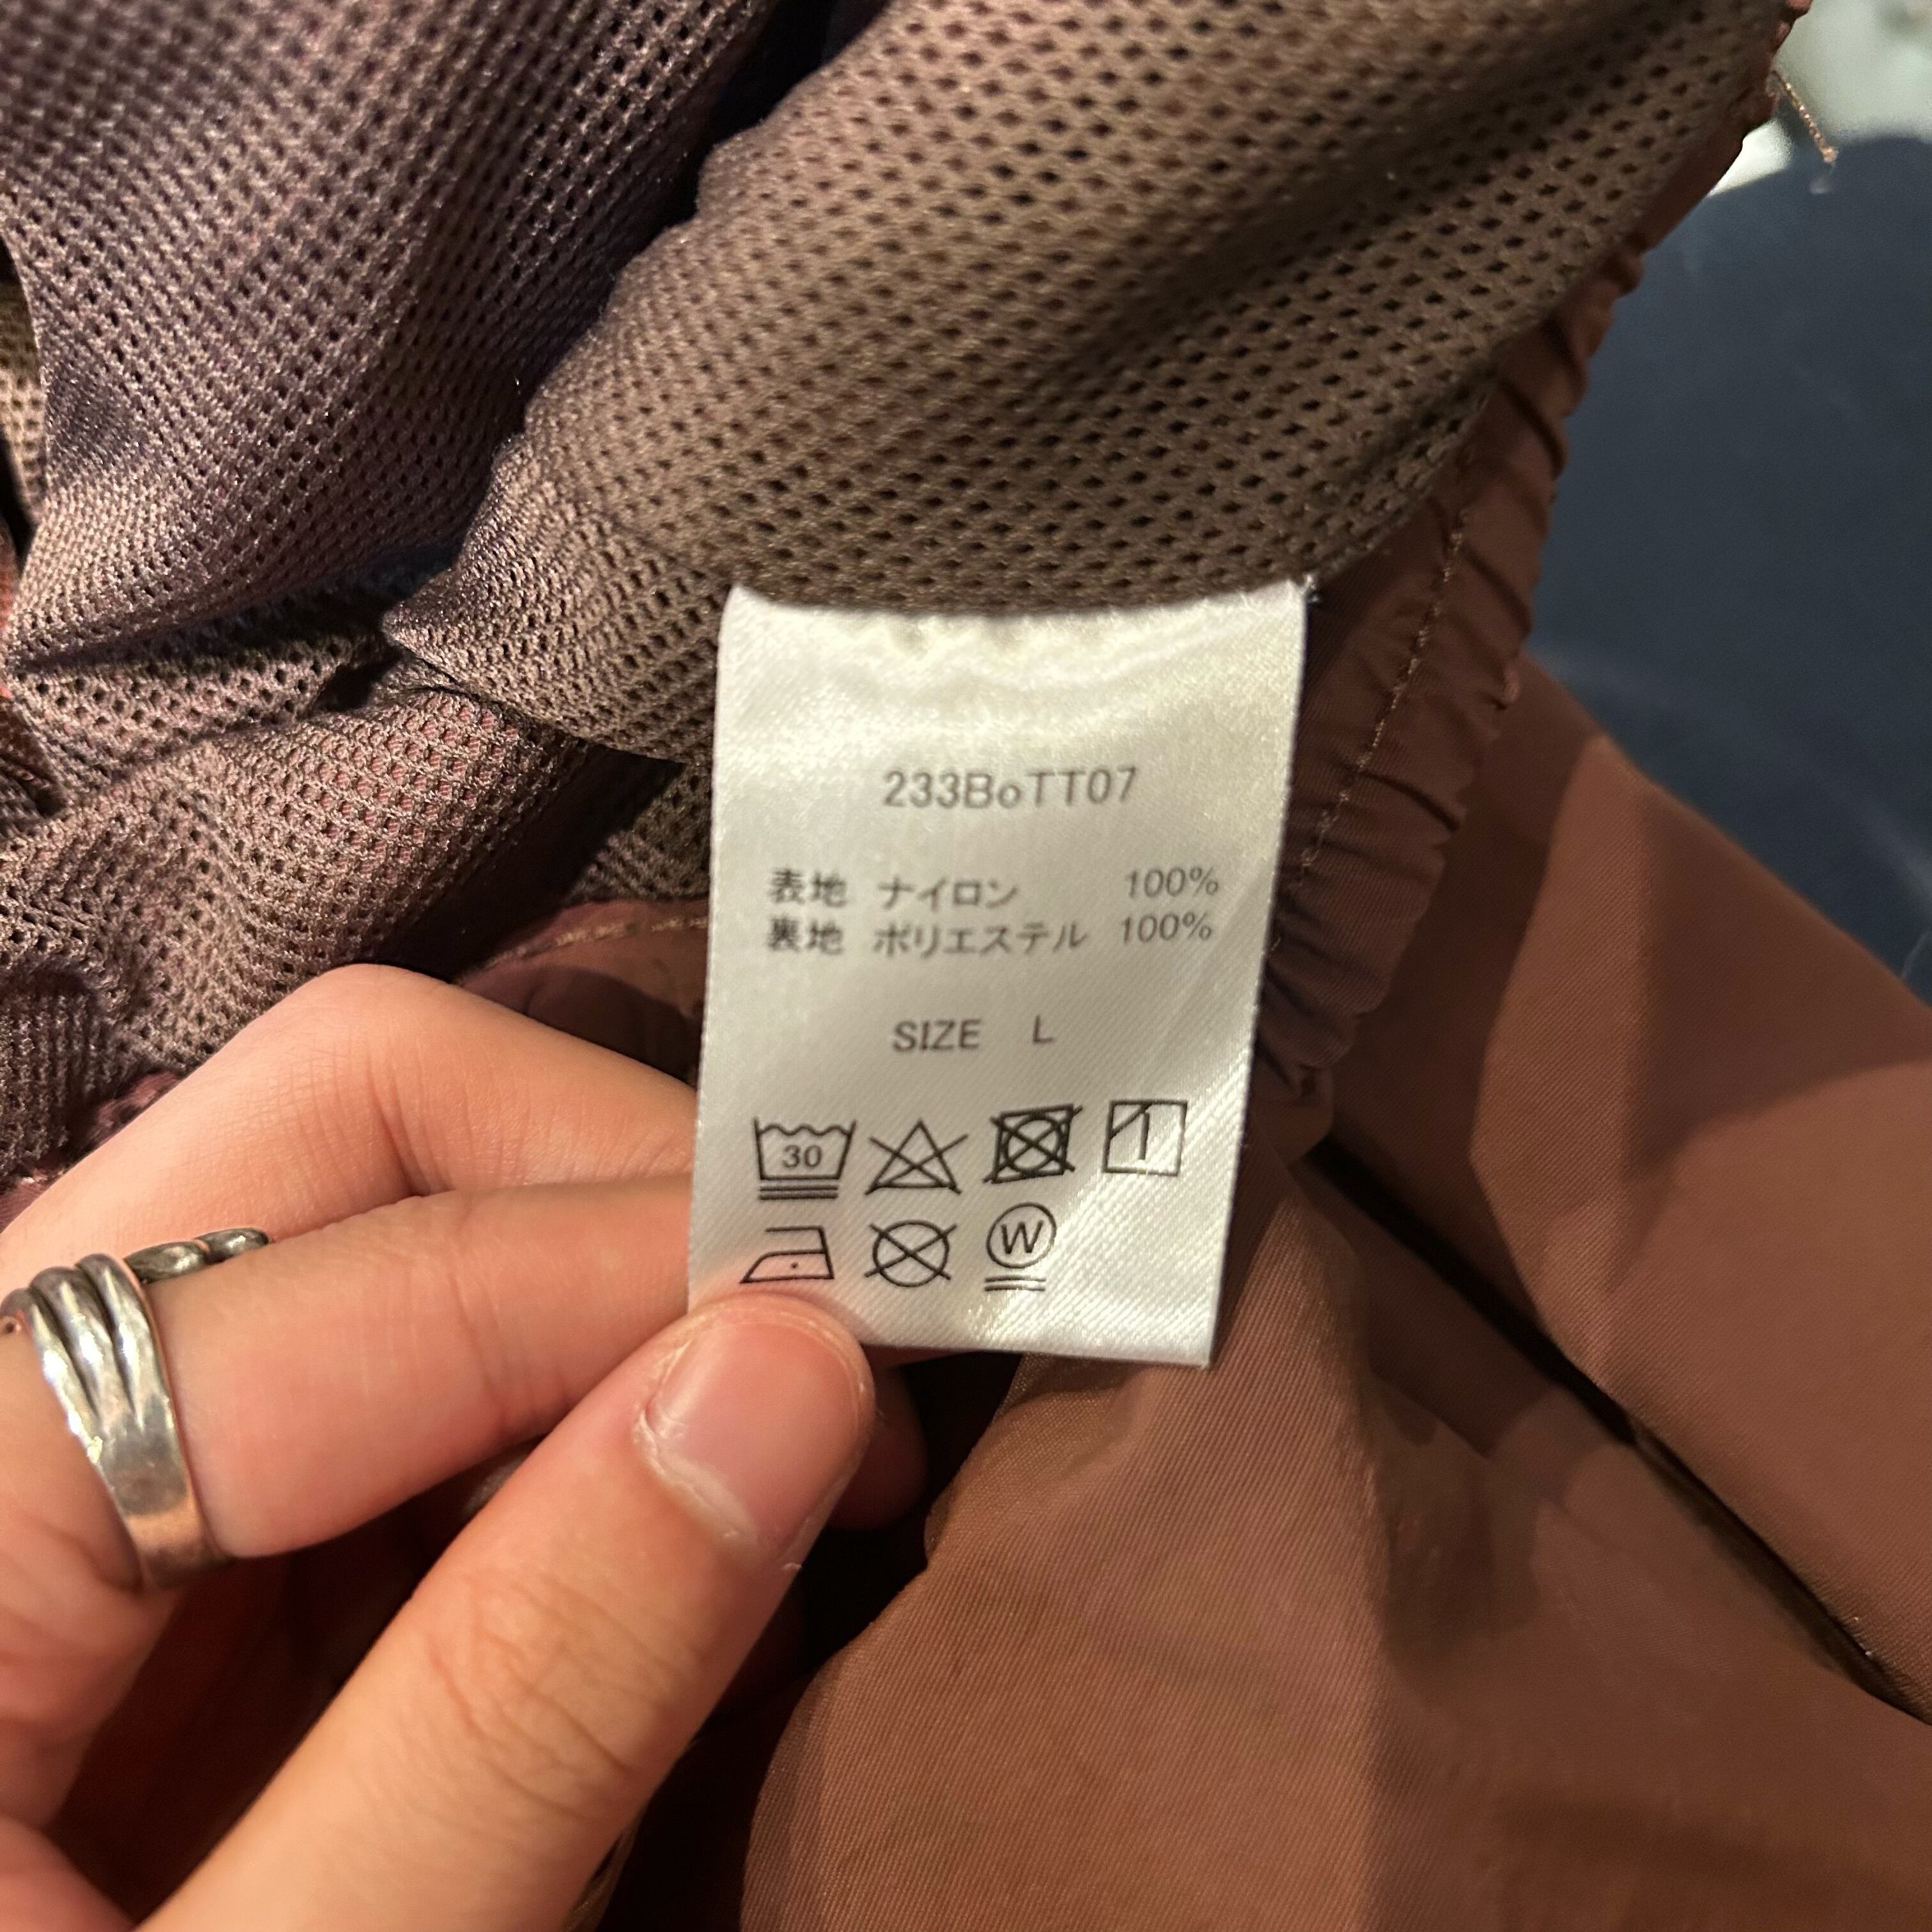 233BoTT07
表地 ナイロン 100%
裏地 ポリエステル 100%
SIZE L
30
W